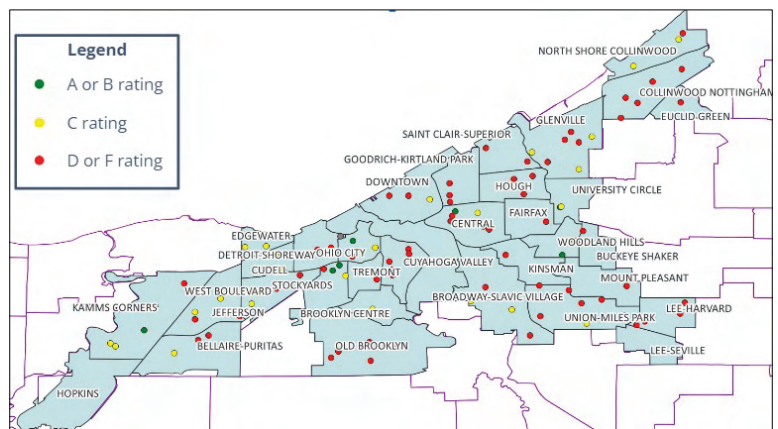 Legend
A or B rating
C rating
D or F rating
NORTH SHORE COLLINWOOD
COLLINWOOD NOTTINGHAM
EUCLID-GREEN
GLENVILLE
SAINT CLAIR-SUPERIOR
GOODRICH-KIRTLAND PARK
DOWNTOWN
HOUGH
UNIVERSITY CIRCLE
FAIRFAX
CENTRAL
EDGEWATER
WOODLAND HILLS
DETROIT-SHOREWAY
OHIO CITY
BUCKEYE SHAKER
CUYAHOGA VALLEY
CUDELL
TREMONT
KINSMAN
MOUNT PLEASANT
STOCKYARDS
WEST BOULEVARD
BROADWAY-SLAVIC VILLAGE
KAMMS CORNERS
JEFFERSON
BROOKLYN CENTRE
UNION-MILES PARK
LEE-HARVARD
BELLAIRE-PURITAS
OLD BROOKLYN
LEE-SEVILLE
HOPKINS